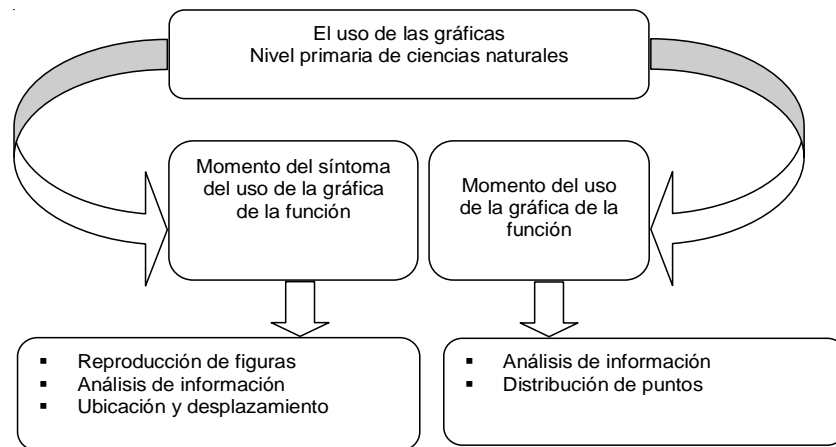 El uso de las gráficas
Nivel primaria de ciencias naturales
Momento del síntoma
del uso de la gráfica
de la función
Momento del uso
de la gráfica de la
función
▪ Reproducción de figuras
▪ Análisis de información
▪ Ubicación y desplazamiento
▪ Análisis de información
▪ Distribución de puntos